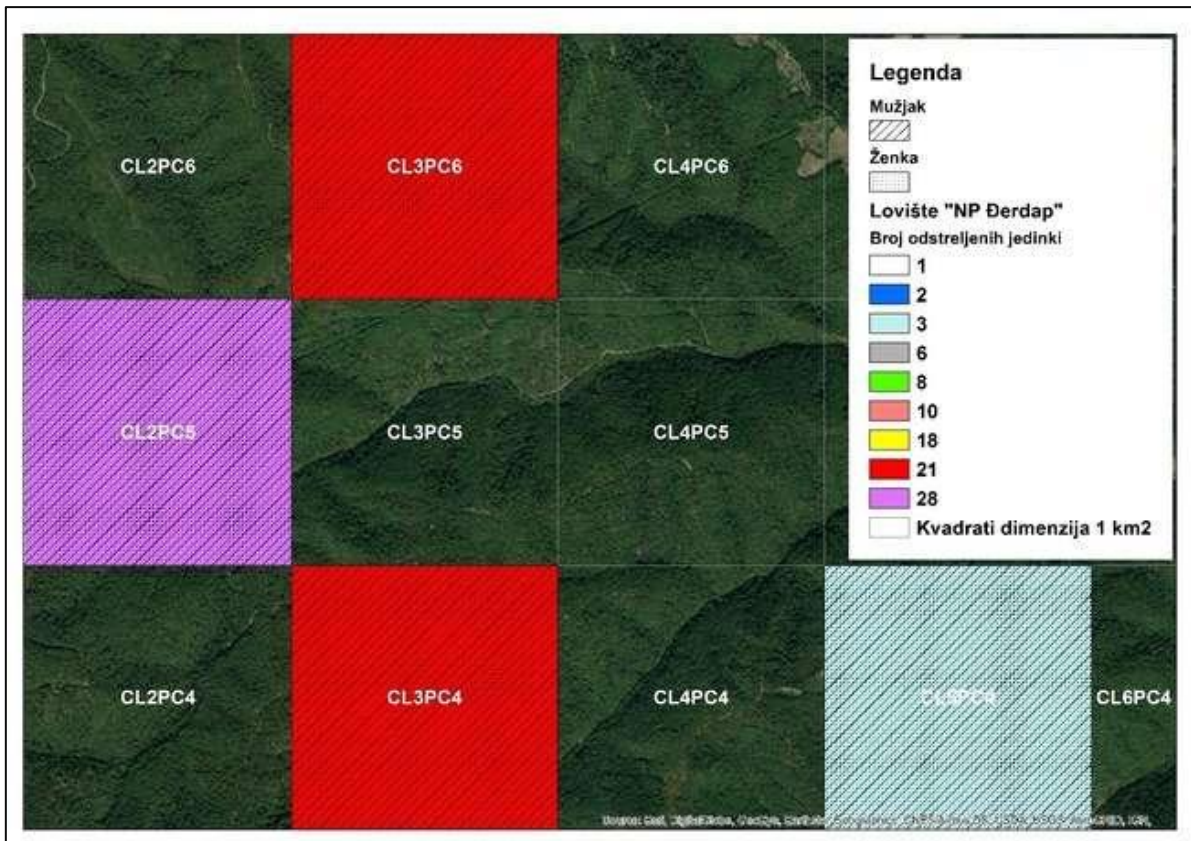 CL2PC6
CL3PC6
CL4PC6
CL2PC5
CL3PC5
CL4PC5
CL2PC4
CL3PC4
CL4PC4
CL5PC4
CL6PC4
Legenda
Mužjak
Ženka
Lovište "NP Đerdap"
Broj odstreljenih jedinki
1
2
3
6
8
10
18
21
28
Kvadrati dimenzija 1 km2